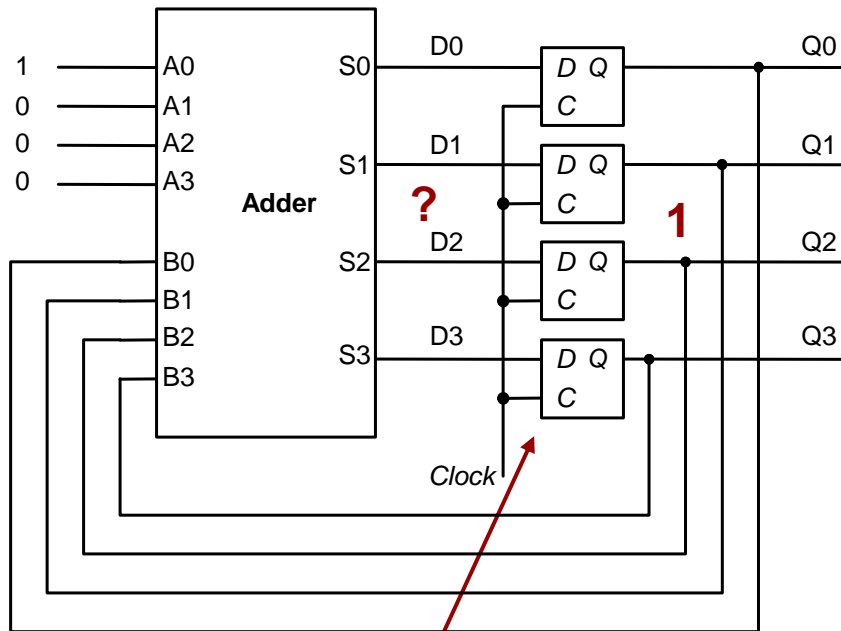 D0 Q0
1 A0 S0 D Q
0 A1 C
0 A2 D1 Q1
0 A3 S1 D Q
Adder ? C 1
D2 Q2
B0 S2 D Q
B1 C
B2 D3 Q3
B3 S3 D Q
C
Clock